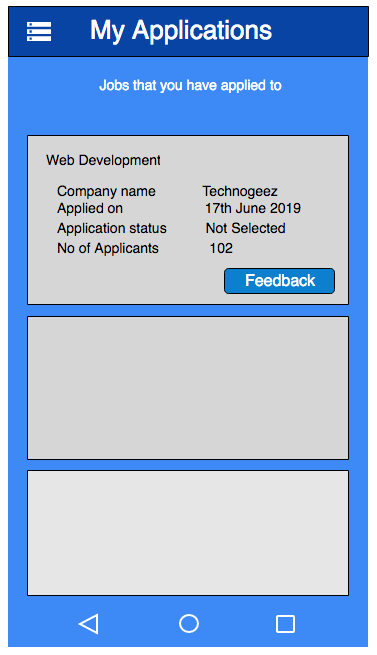 My Applications
Jobs that you have applied to
Web Development
Company name Technogeez
Applied on 17th June 2019
Application status Not Selected
No of Applicants 102
Feedback